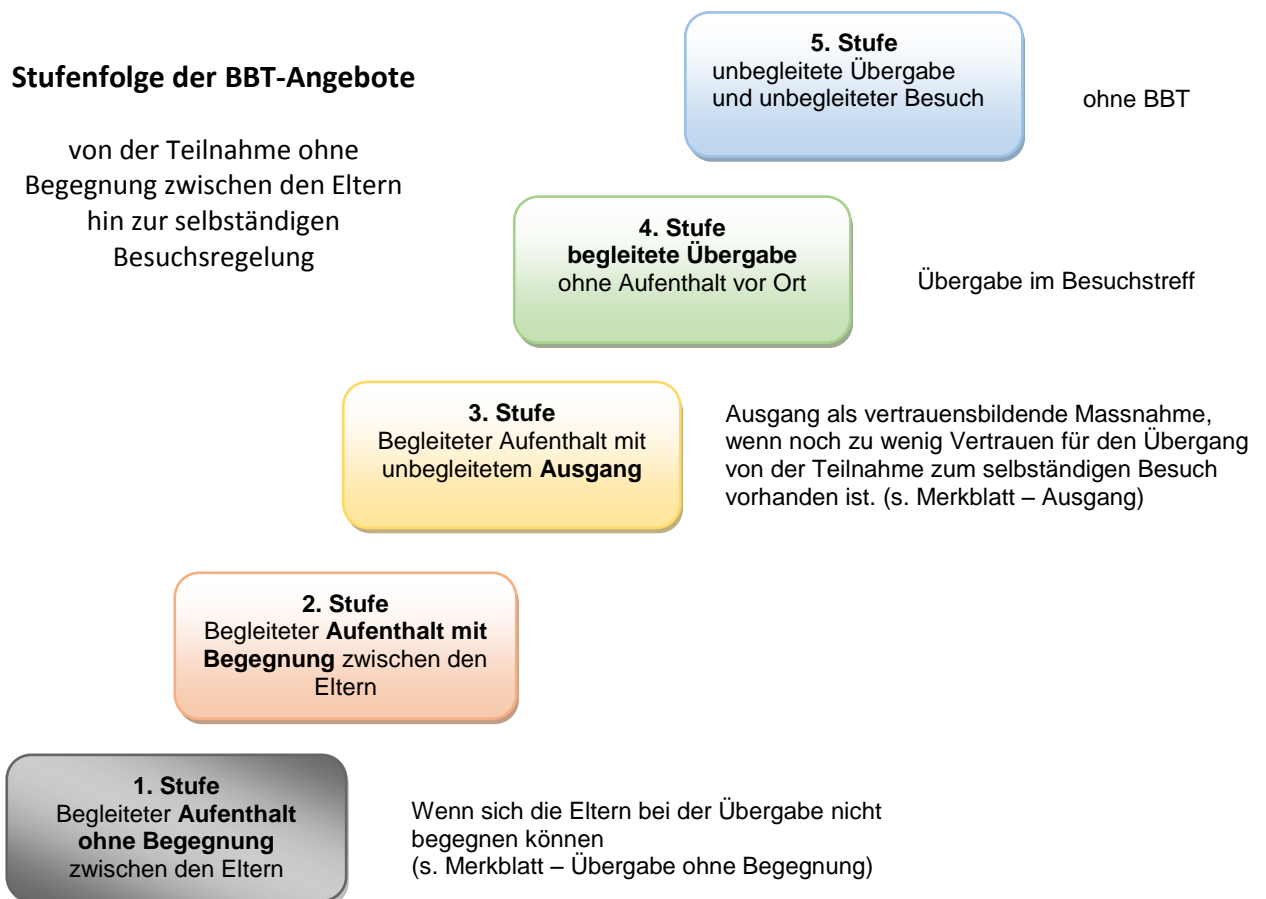 Stufenfolge der BBT-Angebote
von der Teilnahme ohne
Begegnung zwischen den Eltern
hin zur selbständigen
Besuchsregelung
5. Stufe
unbegleitete Übergabe
und unbegleiteter Besuch
ohne BBT
4. Stufe
begleitete Übergabe
ohne Aufenthalt vor Ort
Übergabe im Besuchstreff
3. Stufe
Begleiteter Aufenthalt mit
unbegleitetem Ausgang
Ausgang als vertrauensbildende Massnahme,
wenn noch zu wenig Vertrauen für den Übergang
von der Teilnahme zum selbständigen Besuch
vorhanden ist. (s. Merkblatt – Ausgang)
2. Stufe
Begleiteter Aufenthalt mit
Begegnung zwischen den
Eltern
1. Stufe
Begleiteter Aufenthalt
ohne Begegnung
zwischen den Eltern
Wenn sich die Eltern bei der Übergabe nicht
begegnen können
(s. Merkblatt – Übergabe ohne Begegnung)